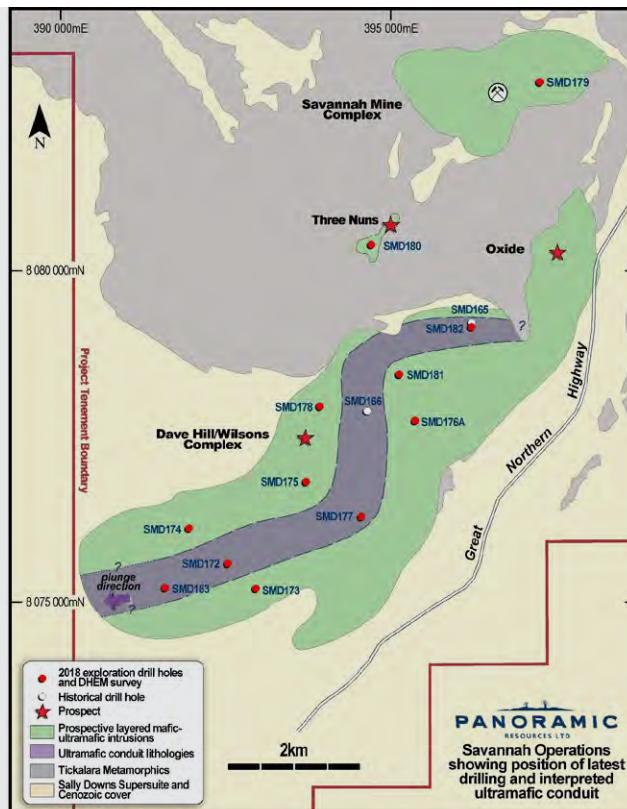 390 000mE
395 000mE
SMD179
Savannah Mine
Complex
N
Three Nuns
SMD180
Oxide
8 080 000mN
SMD165
SMD182
?
Project Tenement Boundary
SMD181
SMD178
SMD166
SMD176A
Dave Hill/Wilsons
Complex
Great Northern Highway
SMD175
SMD174
SMD177
?
SMD172
plunge
direction
SMD183
SMD173
?
8 075 000mN
2018 exploration drill holes
and DHEM survey
Historical drill hole
Prospect
Prospective layered mafic-
ultramafic intrusions
Ultramafic conduit lithologies
Tickalara Metamorphics
Sally Downs Supersuite and
Cenozoic cover
2km
PANORAMIC
RESOURCES LTD
Savannah Operations
showing position of latest
drilling and interpreted
ultramafic conduit